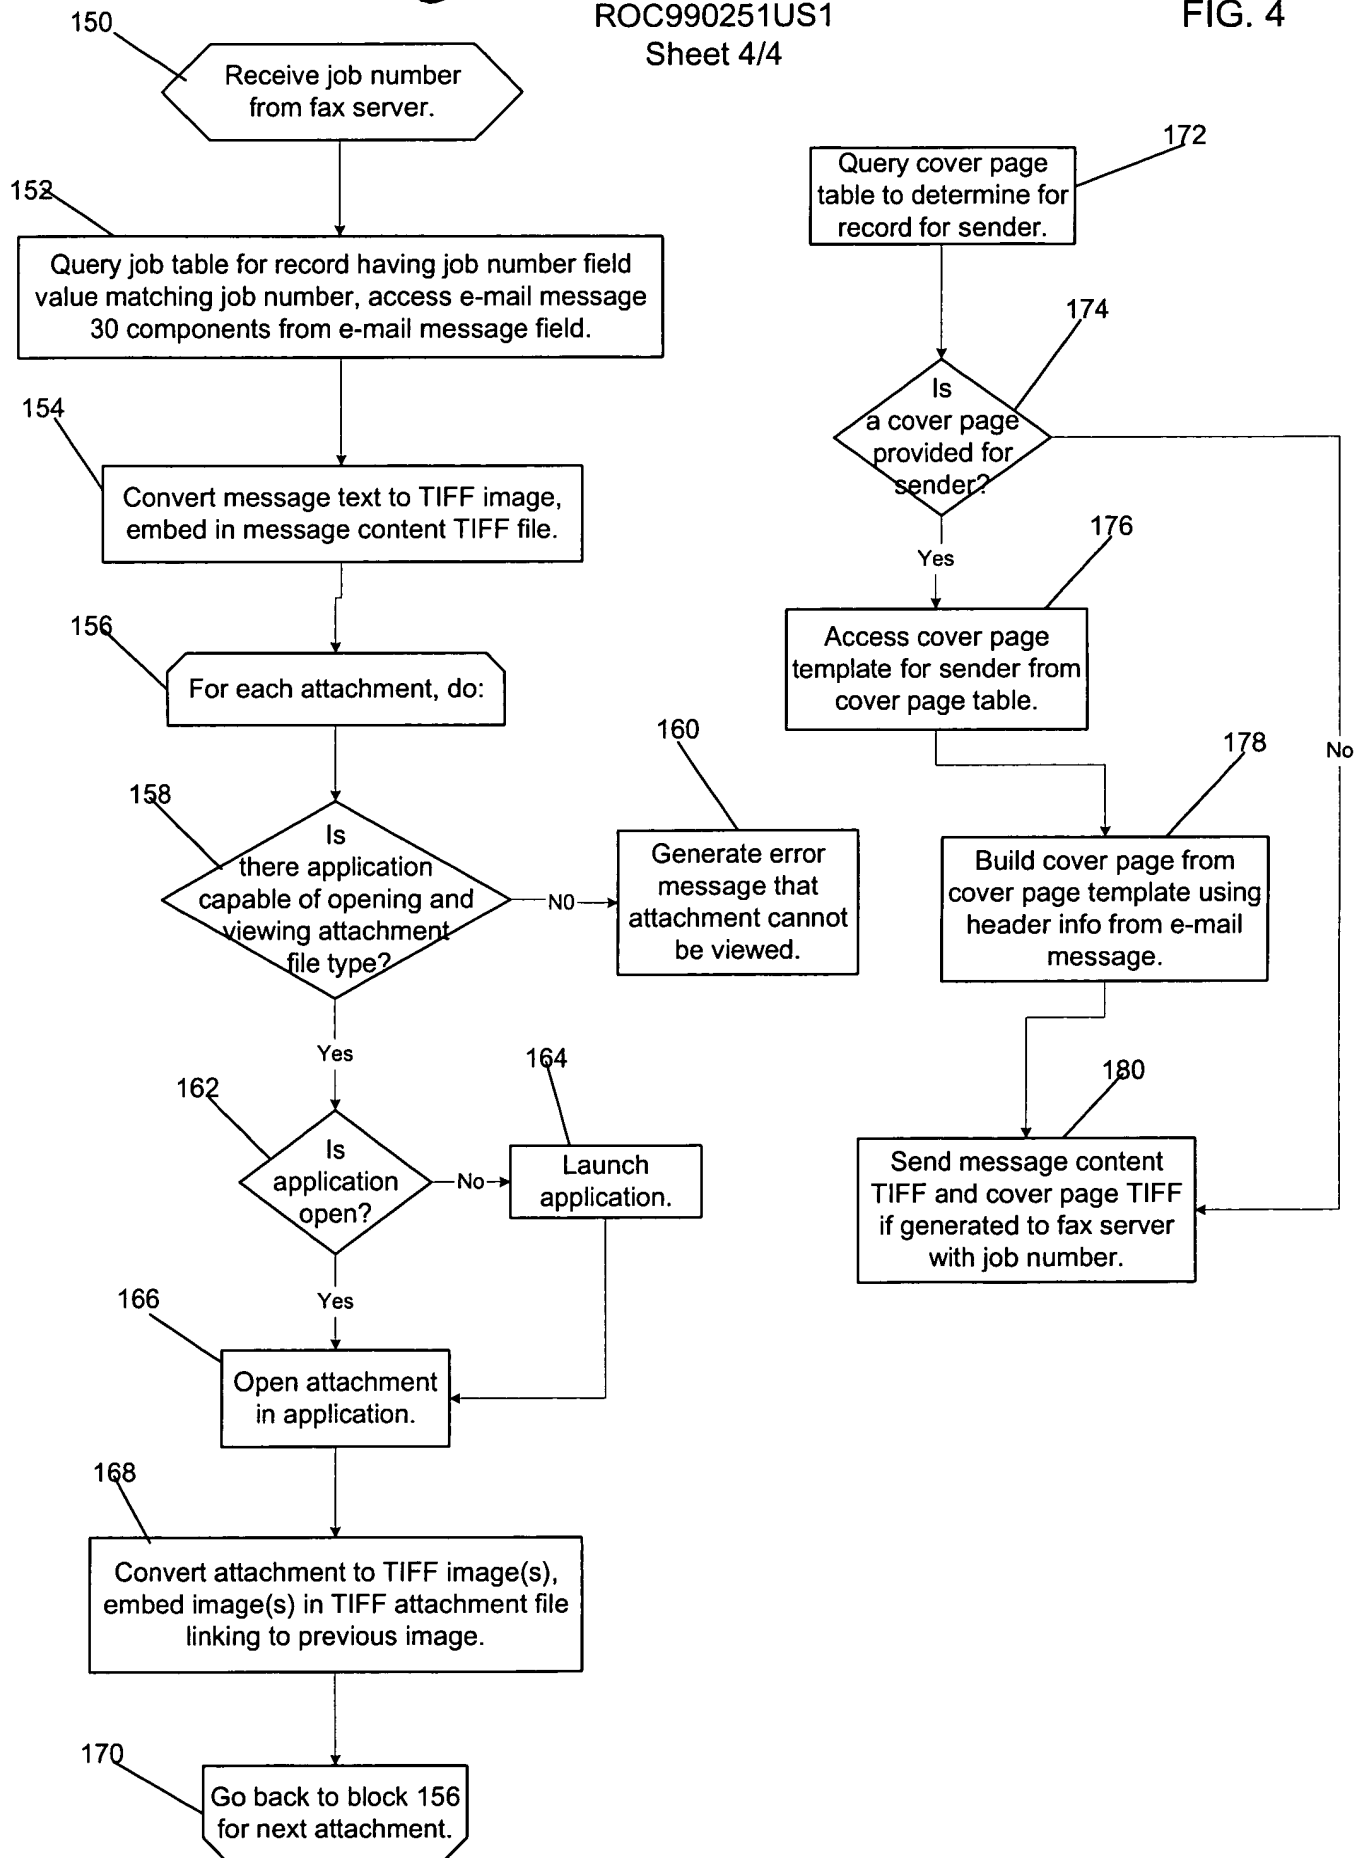 ROC990251US1
Sheet 4/4
FIG. 4
150
Receive job number
from fax server.
152
Query job table for record having job number field
value matching job number, access e-mail message
30 components from e-mail message field.
154
Convert message text to TIFF image,
embed in message content TIFF file.
156
For each attachment, do:
158
Is
there application
capable of opening and
viewing attachment
file type?
N0
160
Generate error
message that
attachment cannot
be viewed.
Yes
162
Is
application
open?
No
164
Launch
application.
Yes
166
Open attachment
in application.
168
Convert attachment to TIFF image(s),
embed image(s) in TIFF attachment file
linking to previous image.
170
Go back to block 156
for next attachment.
172
Query cover page
table to determine for
record for sender.
174
Is
a cover page
provided for
sender?
No
Yes
176
Access cover page
template for sender from
cover page table.
178
Build cover page from
cover page template using
header info from e-mail
message.
180
Send message content
TIFF and cover page TIFF
if generated to fax server
with job number.